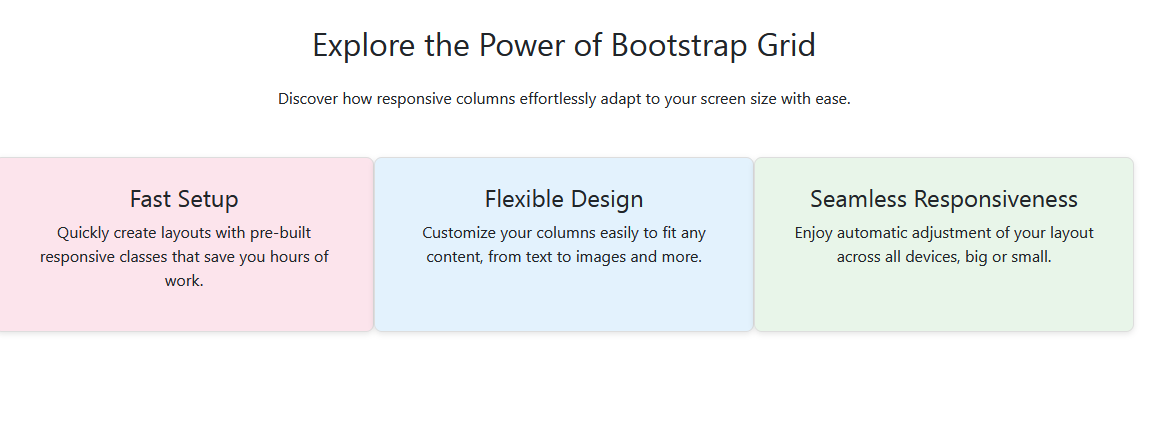 Explore the Power of Bootstrap Grid
Discover how responsive columns effortlessly adapt to your screen size with ease.
Fast Setup
Quickly create layouts with pre-built
responsive classes that save you hours of
work.
Flexible Design
Customize your columns easily to fit any
content, from text to images and more.
Seamless Responsiveness
Enjoy automatic adjustment of your layout
across all devices, big or small.